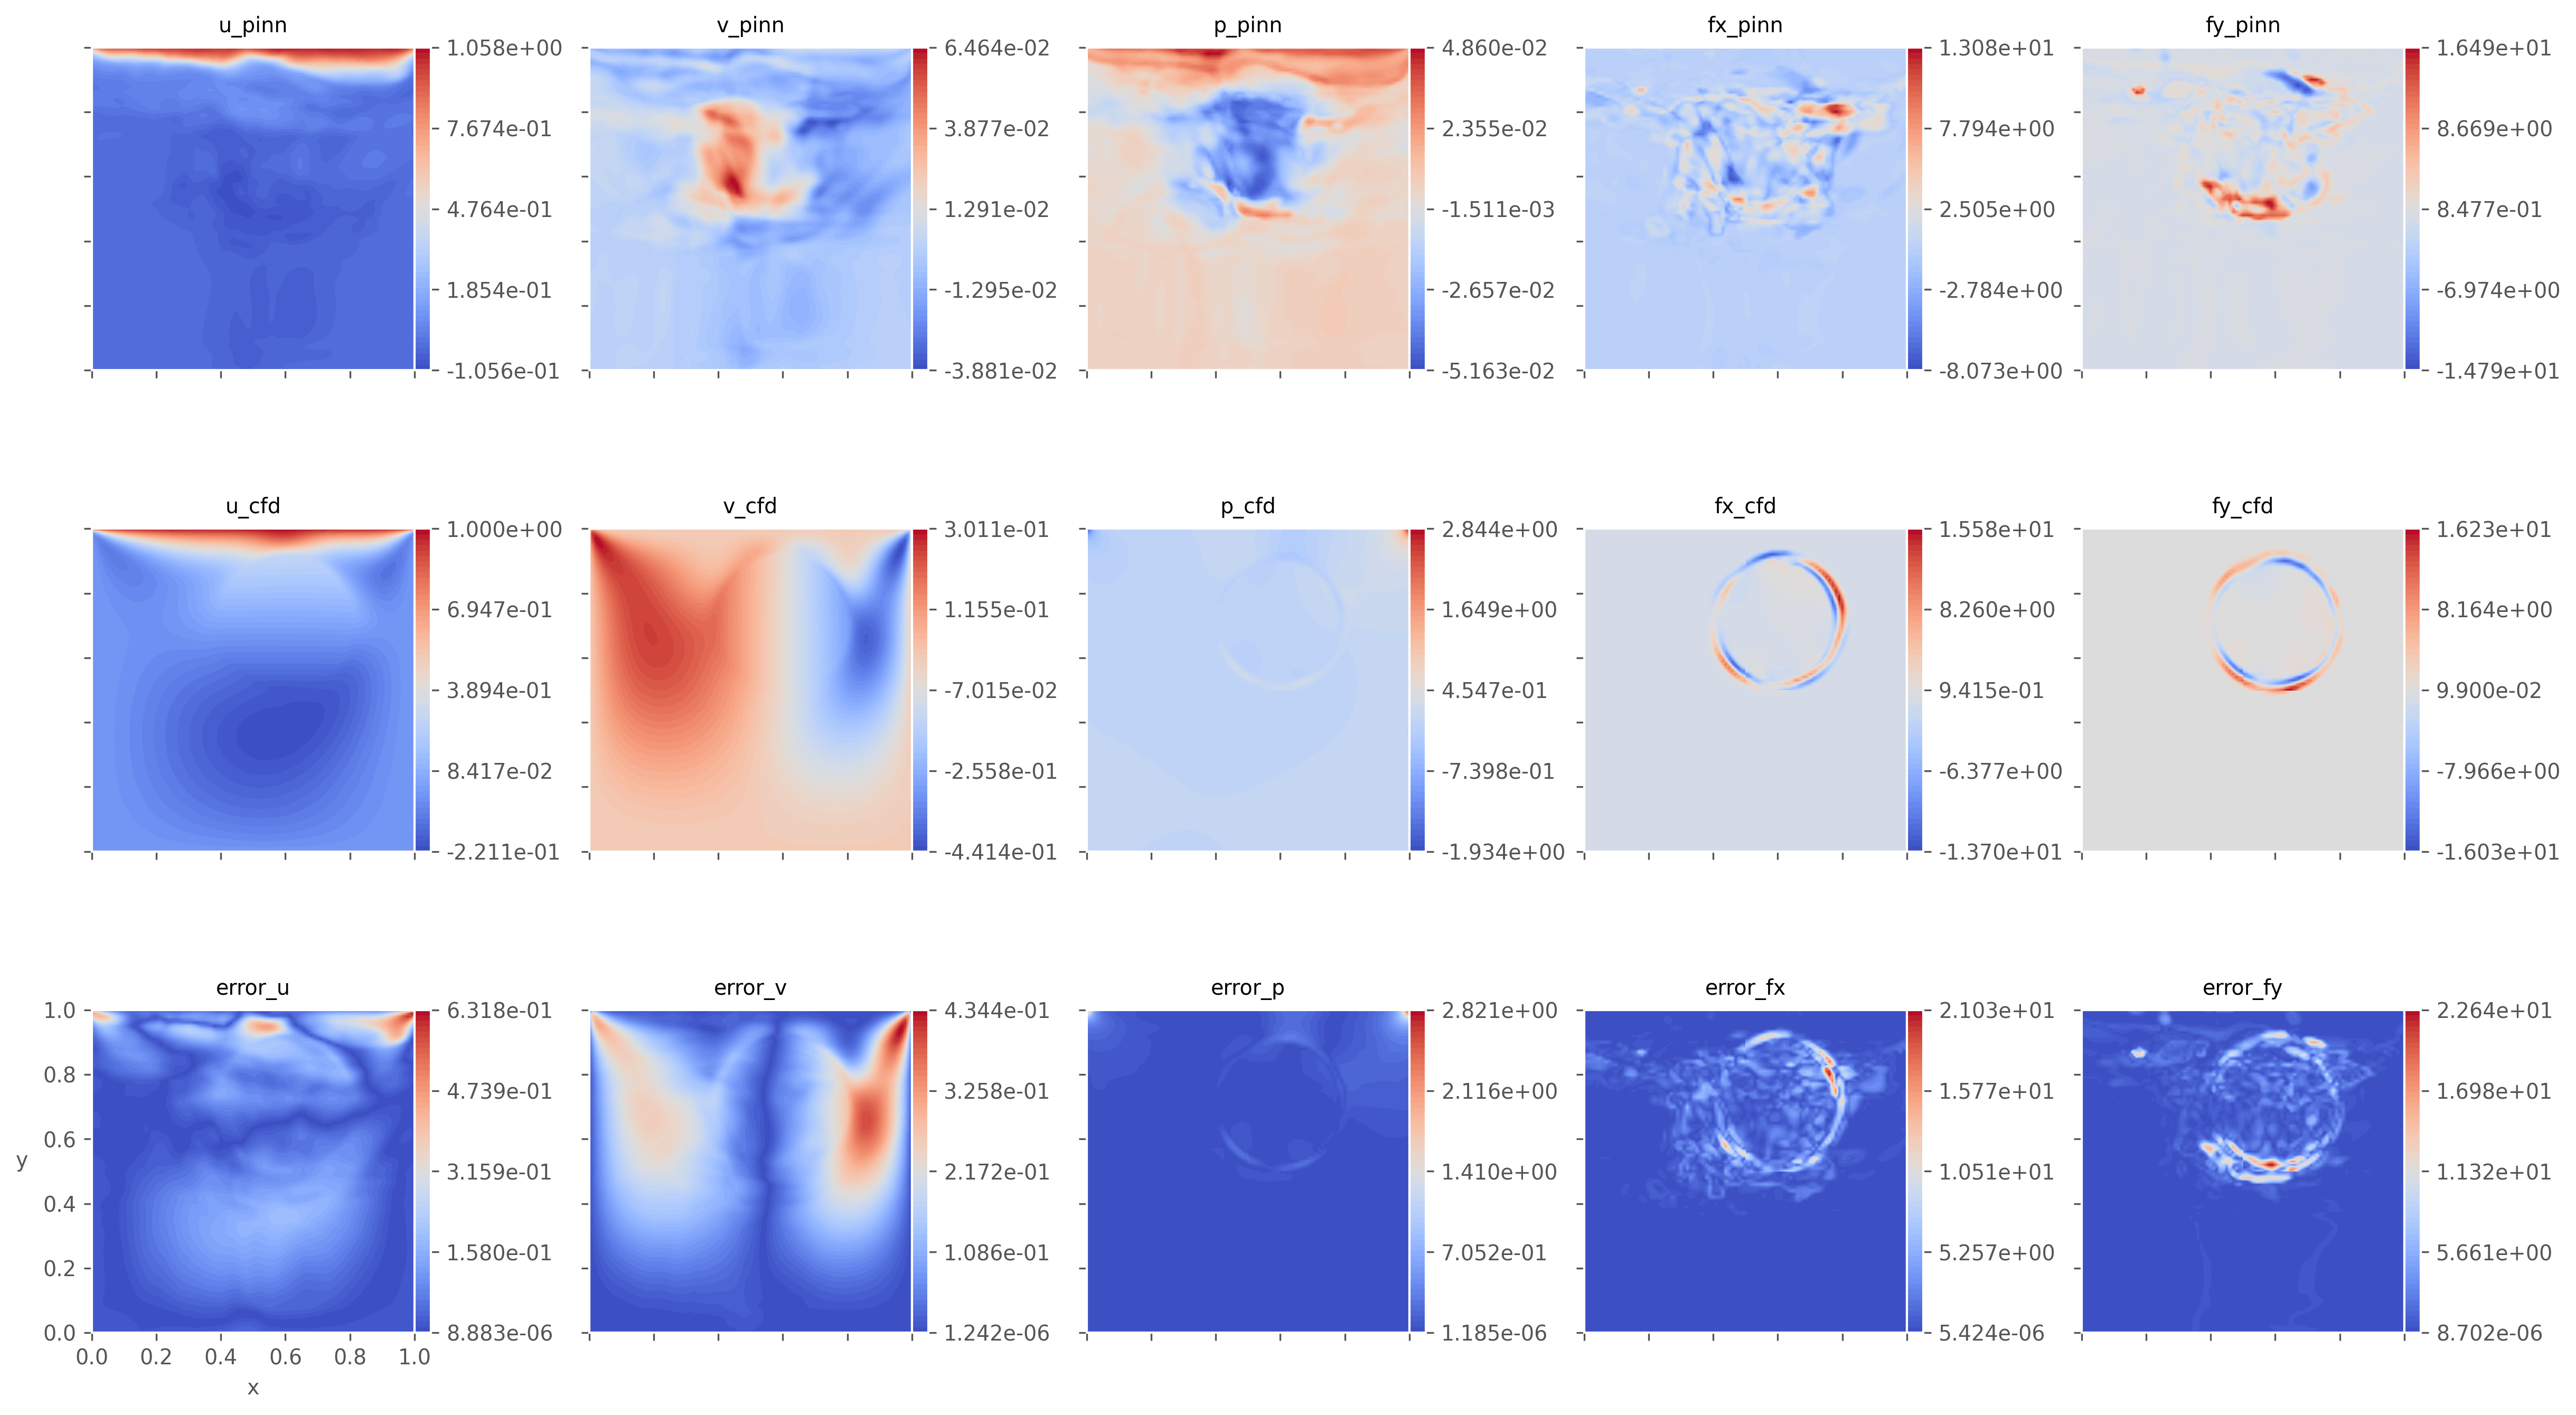 u_pinn v_pinn p_pinn fx_pinn fy_pinn
1.058e+00 6.464e-02 4.860e-02 1.308e+01 1.649e+01
7.674e-01 3.877e-02 2.355e-02 7.794e+00 8.669e+00
4.764e-01 1.291e-02 -1.511e-03 2.505e+00 8.477e-01
1.854e-01 -1.295e-02 -2.657e-02 -2.784e+00 -6.974e+00
-1.056e-01 -3.881e-02 -5.163e-02 -8.073e+00 -1.479e+01
u_cfd v_cfd p_cfd fx_cfd fy_cfd
1.000e+00 3.011e-01 2.844e+00 1.558e+01 1.623e+01
6.947e-01 1.155e-01 1.649e+00 8.260e+00 8.164e+00
3.894e-01 -7.015e-02 4.547e-01 9.415e-01 9.900e-02
8.417e-02 -2.558e-01 -7.398e-01 -6.377e+00 -7.966e+00
-2.211e-01 -4.414e-01 -1.934e+00 -1.370e+01 -1.603e+01
error_u error_v error_p error_fx error_fy
1.0 6.318e-01 4.344e-01 2.821e+00 2.103e+01 2.264e+01
0.8 4.739e-01 3.258e-01 2.116e+00 1.577e+01 1.698e+01
0.6
y 3.159e-01 2.172e-01 1.410e+00 1.051e+01 1.132e+01
0.4
0.2 1.580e-01 1.086e-01 7.052e-01 5.257e+00 5.661e+00
0.0 8.883e-06 1.242e-06 1.185e-06 5.424e-06 8.702e-06
0.0 0.2 0.4 0.6 0.8 1.0
x